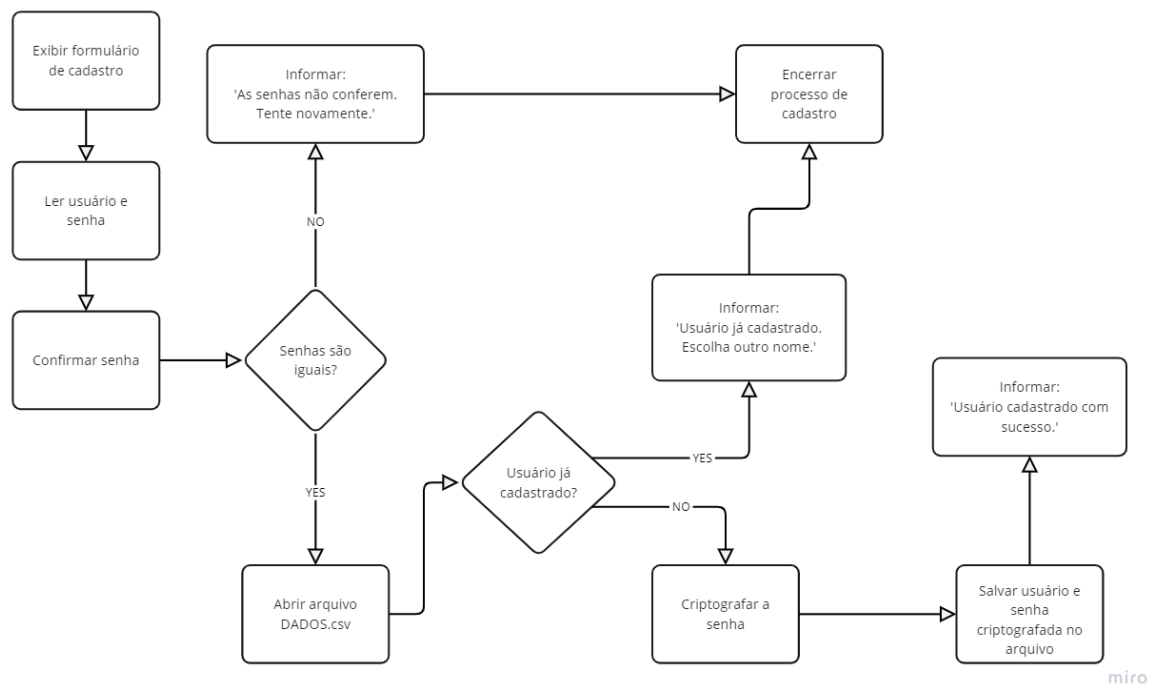 Exibir formulário
de cadastro
Ler usuário e
senha
Confirmar senha
Senhas são
iguais?
NO
Informar:
'As senhas não conferem.
Tente novamente.'
Encerrar
processo de
cadastro
YES
Abrir arquivo
DADOS.csv
Usuário já
cadastrado?
YES
Informar:
'Usuário já cadastrado.
Escolha outro nome.'
NO
Criptografar a
senha
Salvar usuário e
senha
criptografada no
arquivo
Informar:
'Usuário cadastrado com
sucesso.'
miro